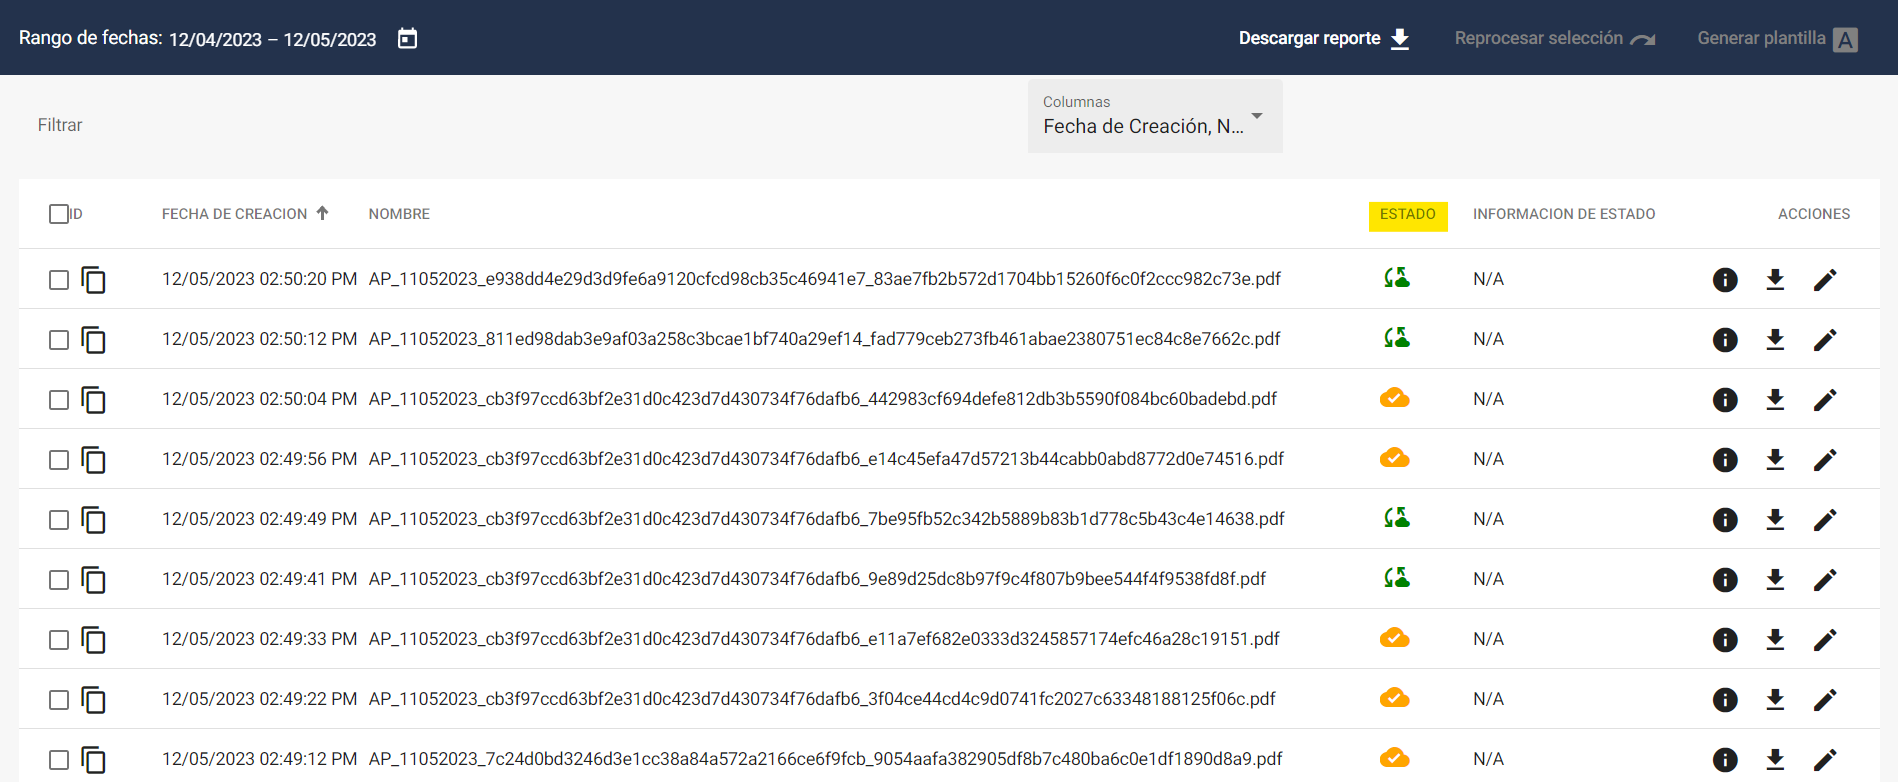 Rango de fechas: 12/04/2023 – 12/05/2023 Descargar reporte Reprocesar selección Generar plantilla A
Filtrar
Columnas
Fecha de Creación, N...
ID FECHA DE CREACION NOMBRE ESTADO INFORMACION DE ESTADO ACCIONES
12/05/2023 02:50:20 PM AP_11052023_e938dd4e29d3d9fe6a9120cfcd98cb35c46941e7_83ae7fb2b572d1704bb15260f6c0f2ccc982c73e.pdf N/A
12/05/2023 02:50:12 PM AP_11052023_811ed98dab3e9af03a258c3bcae1bf740a29ef14_fad779ceb273fb461abae2380751ec84c8e7662c.pdf N/A
12/05/2023 02:50:04 PM AP_11052023_cb3f97ccd63bf2e31d0c423d7d430734f76dafb6_442983cf694defe812db3b5590f084bc60badebd.pdf N/A
12/05/2023 02:49:56 PM AP_11052023_cb3f97ccd63bf2e31d0c423d7d430734f76dafb6_e14c45efa47d57213b44cabb0abd8772d0e74516.pdf N/A
12/05/2023 02:49:49 PM AP_11052023_cb3f97ccd63bf2e31d0c423d7d430734f76dafb6_7be95fb52c342b5889b83b1d778c5b43c4e14638.pdf N/A
12/05/2023 02:49:41 PM AP_11052023_cb3f97ccd63bf2e31d0c423d7d430734f76dafb6_9e89d25dc8b97f9c4f807b9bee544f4f9538fd8f.pdf N/A
12/05/2023 02:49:33 PM AP_11052023_cb3f97ccd63bf2e31d0c423d7d430734f76dafb6_e11a7ef682e0333d3245857174efc46a28c19151.pdf N/A
12/05/2023 02:49:22 PM AP_11052023_cb3f97ccd63bf2e31d0c423d7d430734f76dafb6_3f04ce44cd4c9d0741fc2027c63348188125f06c.pdf N/A
12/05/2023 02:49:12 PM AP_11052023_7c24d0bd3246d3e1cc38a84a572a2166ce6f9fcb_9054aafa382905df8b7c480ba6c0e1df1890d8a9.pdf N/A